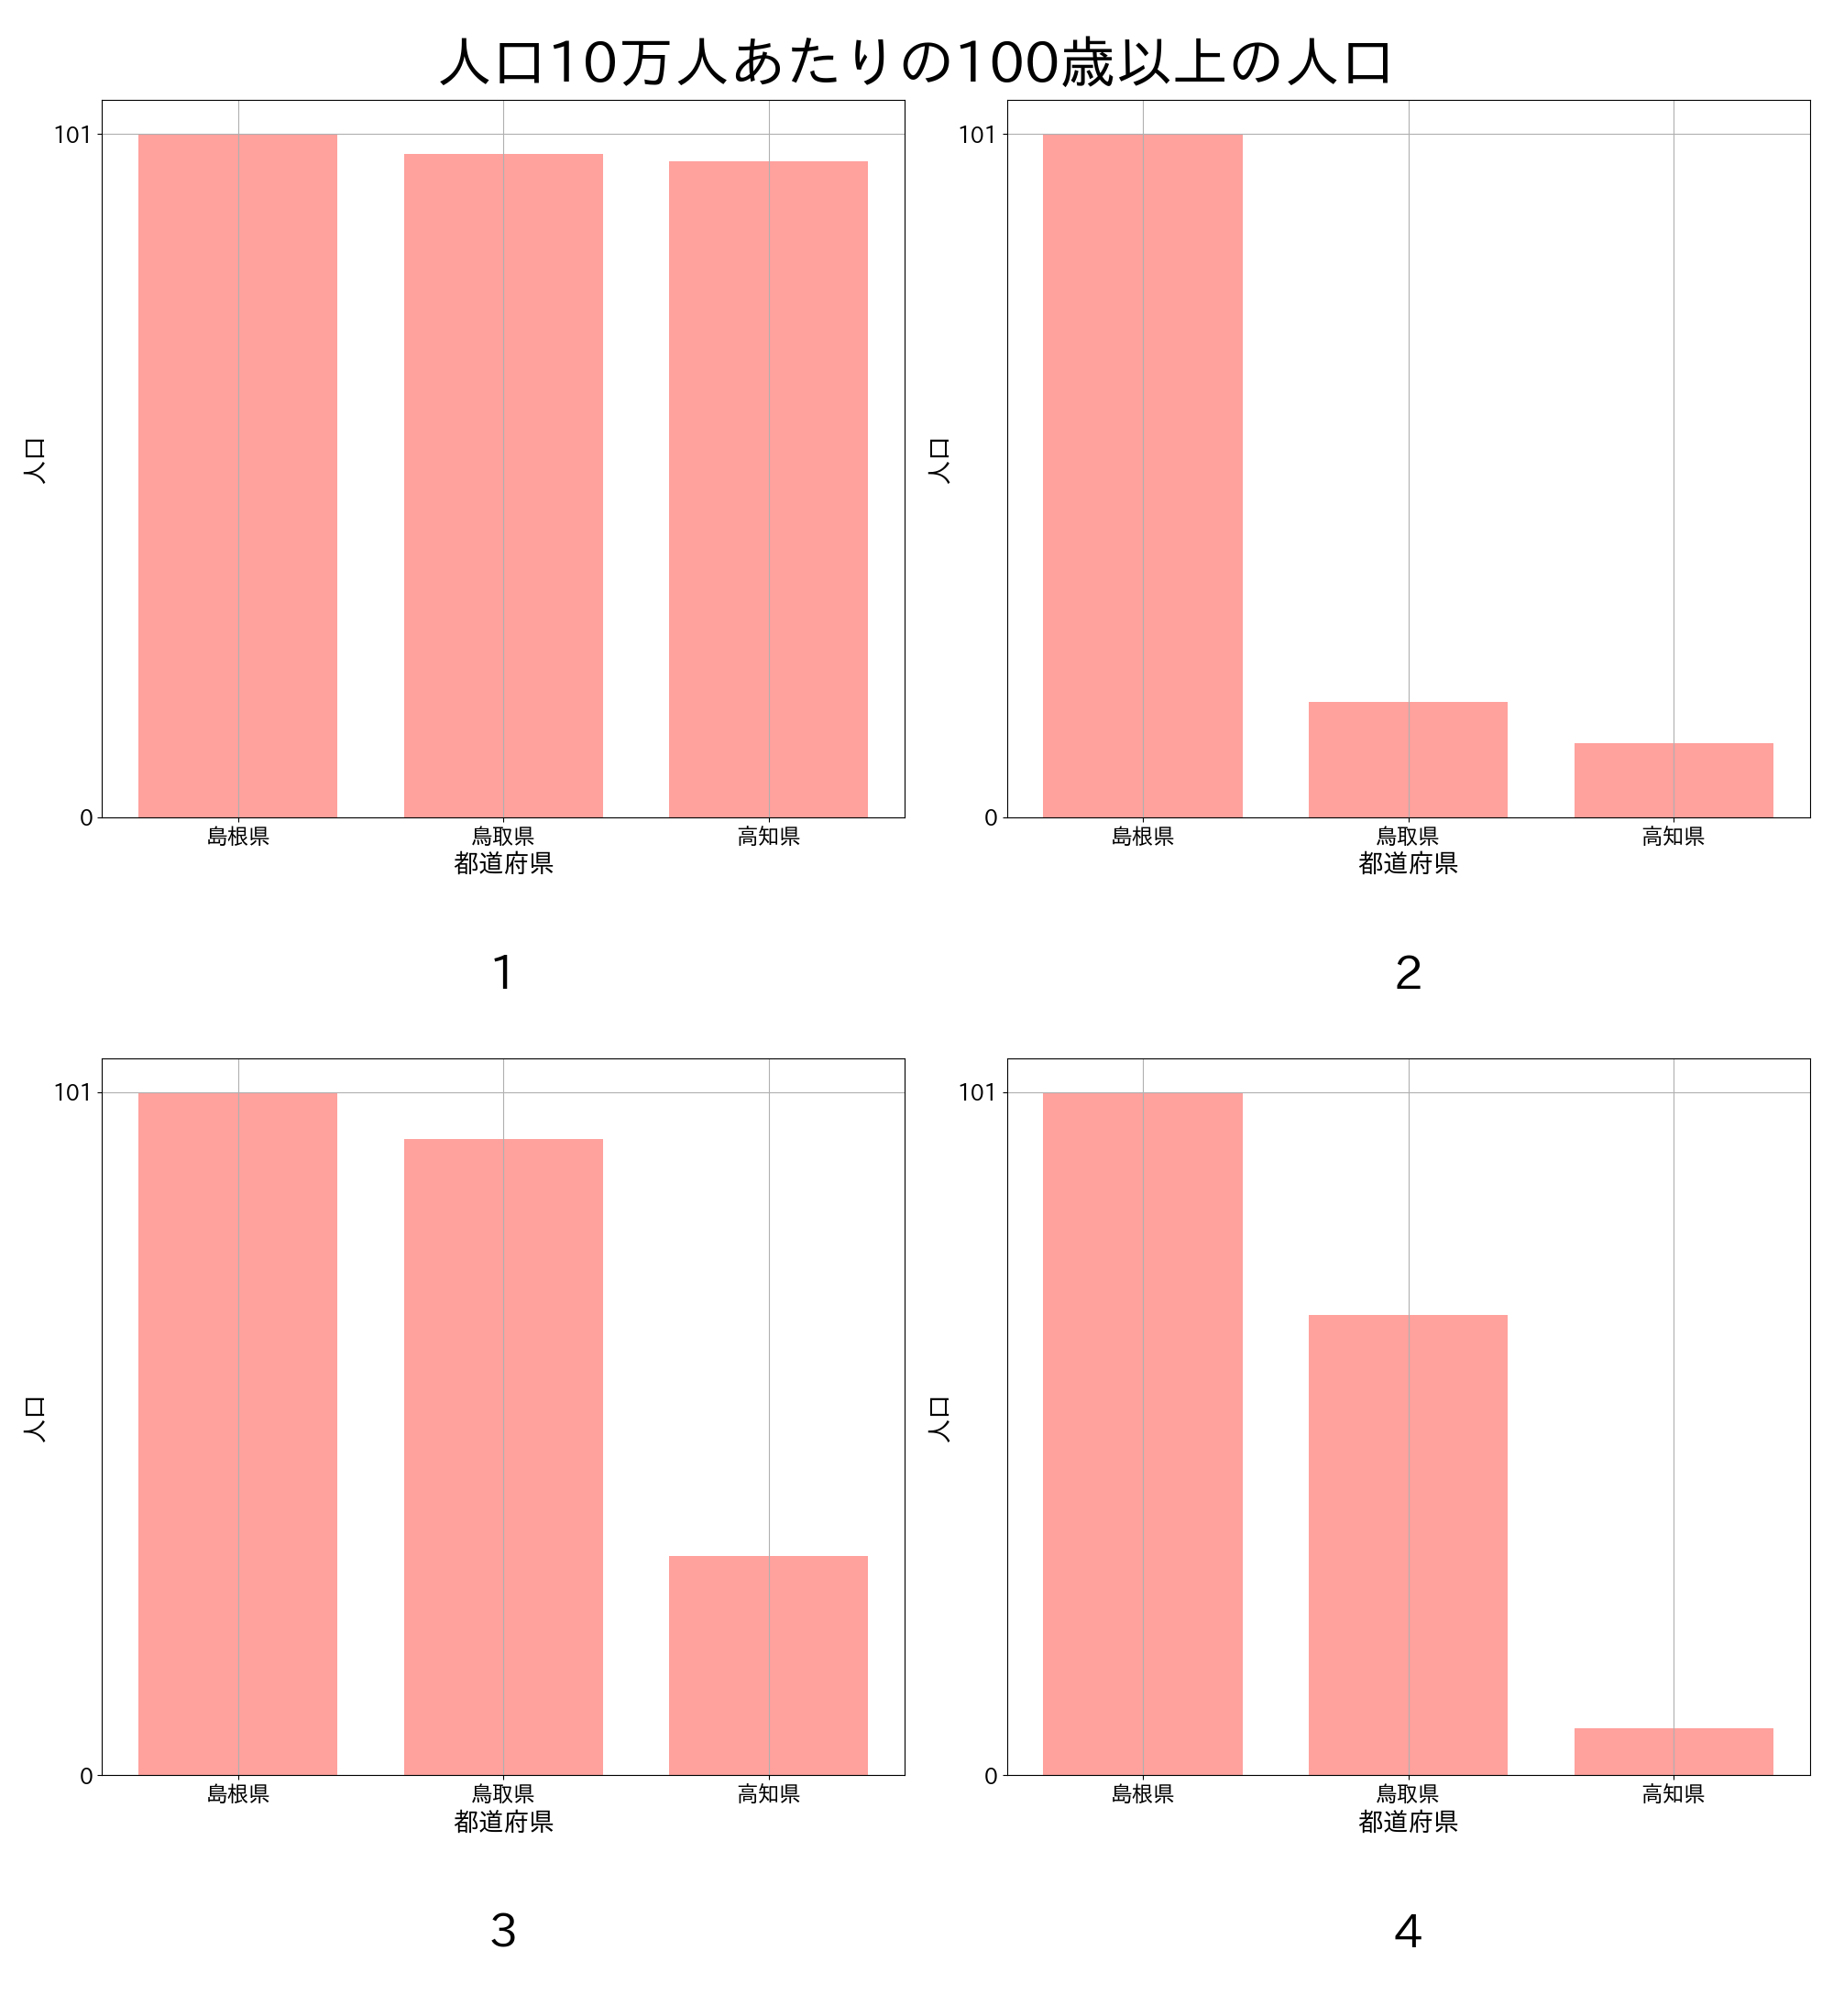 人口10万人あたりの100歳以上の人口
101
人口
0
島根県 鳥取県 高知県
都道府県
1
101
人口
0
島根県 鳥取県 高知県
都道府県
2
101
人口
0
島根県 鳥取県 高知県
都道府県
3
101
人口
0
島根県 鳥取県 高知県
都道府県
4